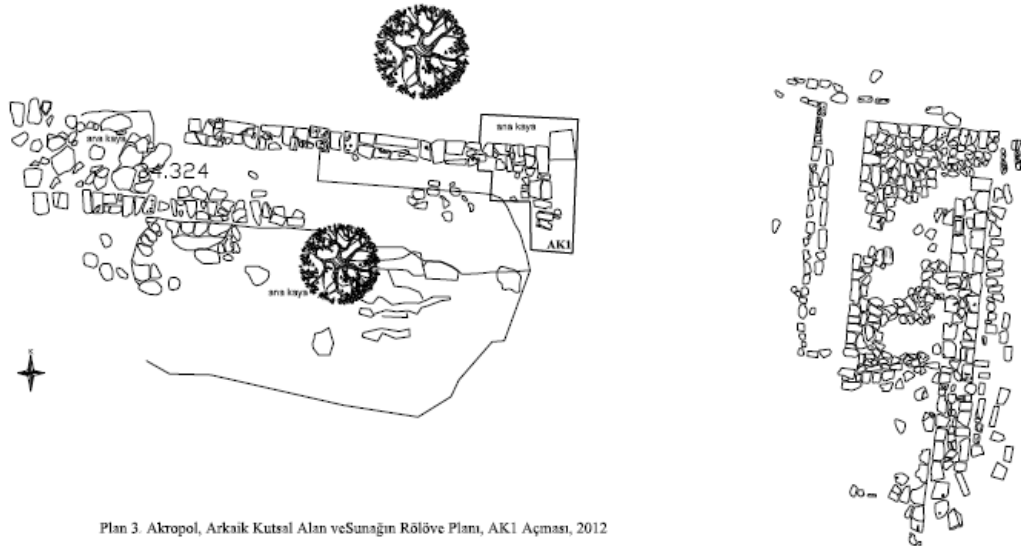 ana kaya
ana kaya
4.324
AK1
ana kaya
Plan 3. Akropol, Arkaik Kutsal Alan veSunağın Rölöve Planı, AK1 Açması, 2012